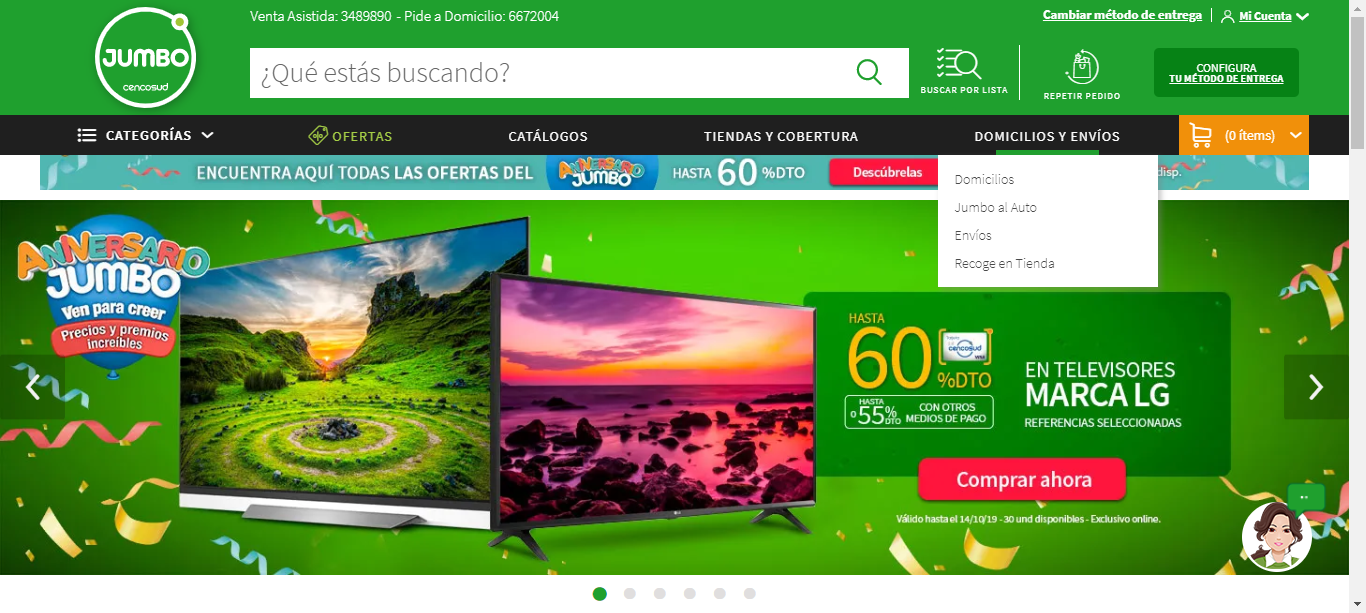 Venta Asistida: 3489890 - Pide a Domicilio: 6672004
Cambiar método de entrega
Mi Cuenta
JUMBO
cencosud
¿Qué estás buscando?
BUSCAR POR LISTA
REPETIR PEDIDO
CONFIGURA
TU MÉTODO DE ENTREGA
CATEGORÍAS
OFERTAS
CATÁLOGOS
TIENDAS Y COBERTURA
DOMICILIOS Y ENVÍOS
(0 ítems)
ENCUENTRA AQUÍ TODAS LAS OFERTAS DEL
ANIVERSARIO
JUMBO
HASTA 60 %DTO
Descúbrelas
disp.
Domicilios
Jumbo al Auto
Envíos
Recoge en Tienda
ANIVERSARIO
JUMBO
Ven para creer
Precios y premios
increíbles
HASTA
60 %DTO
cencosud
EN TELEVISORES
MARCA LG
REFERENCIAS SELECCIONADAS
O HASTA 55% DTO
CON OTROS
MEDIOS DE PAGO
Comprar ahora
Válido hasta el 14/10/19 - 30 und disponibles - Exclusivo online.
LG